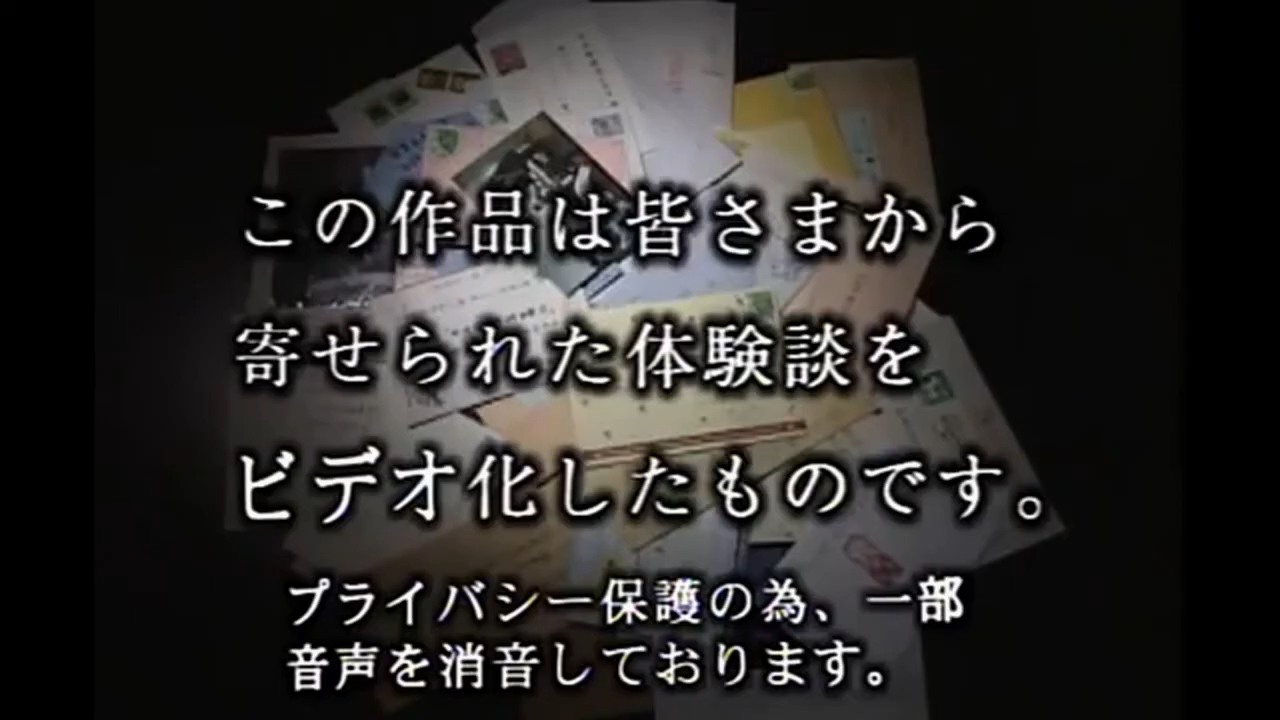 この作品は皆さまから
寄せられた体験談を
ビデオ化したものです。
プライバシー保護の為、一部
音声を消音しております。